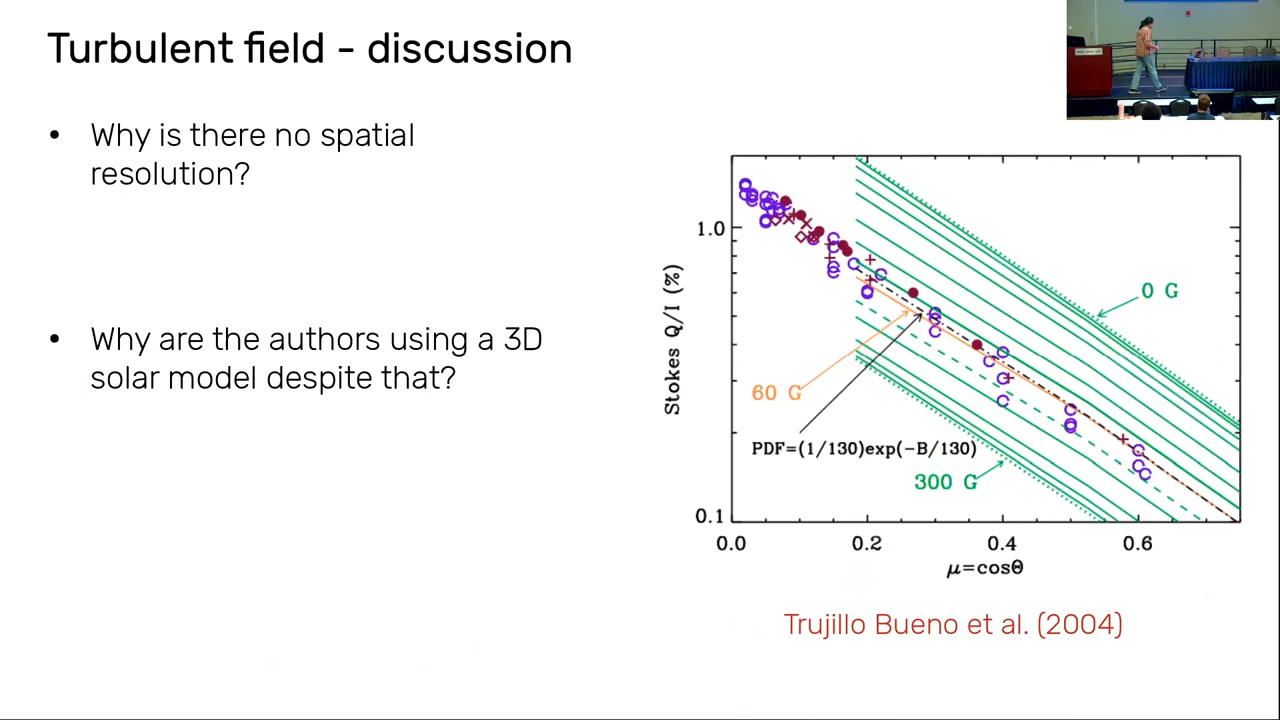 Turbulent field - discussion
• Why is there no spatial
resolution?
• Why are the authors using a 3D
solar model despite that?
Stokes Q/I (%)
1.0
0.1
0 G
60 G
PDF=(1/130)exp(-B/130)
300 G
0.0 0.2 0.4 0.6
μ=cosΘ
Trujillo Bueno et al. (2004)